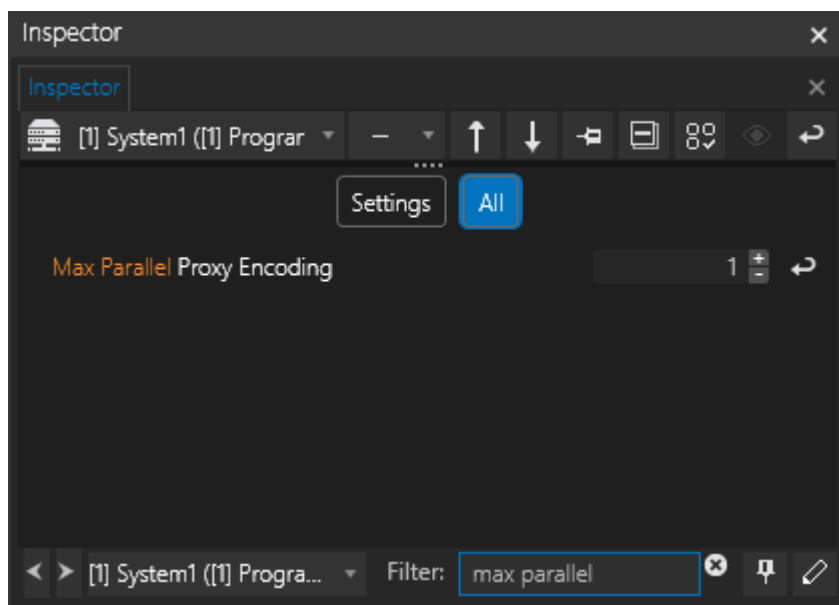 Inspector
Inspector
[1] System1 ([1] Prograr –
Settings All
Max Parallel Proxy Encoding 1
[1] System1 ([1] Progra... Filter: max parallel